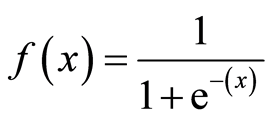 f(x) = 1 / (1 + e^{-(x)})